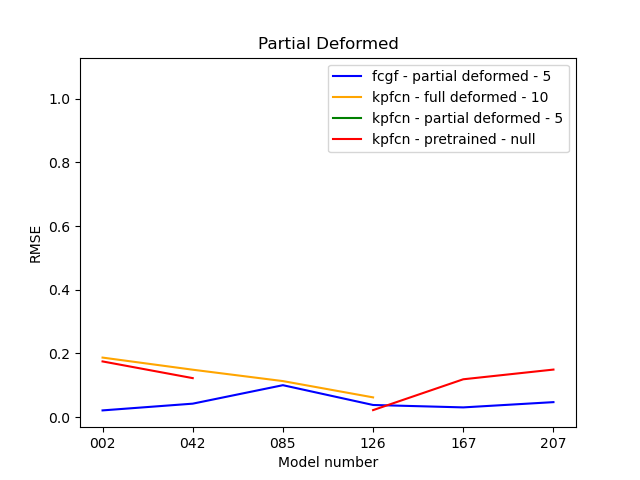 Partial Deformed
fcgf - partial deformed - 5
kpfcn - full deformed - 10
kpfcn - partial deformed - 5
kpfcn - pretrained - null
1.0
0.8
0.6
0.4
0.2
0.0
RMSE
002 042 085 126 167 207
Model number